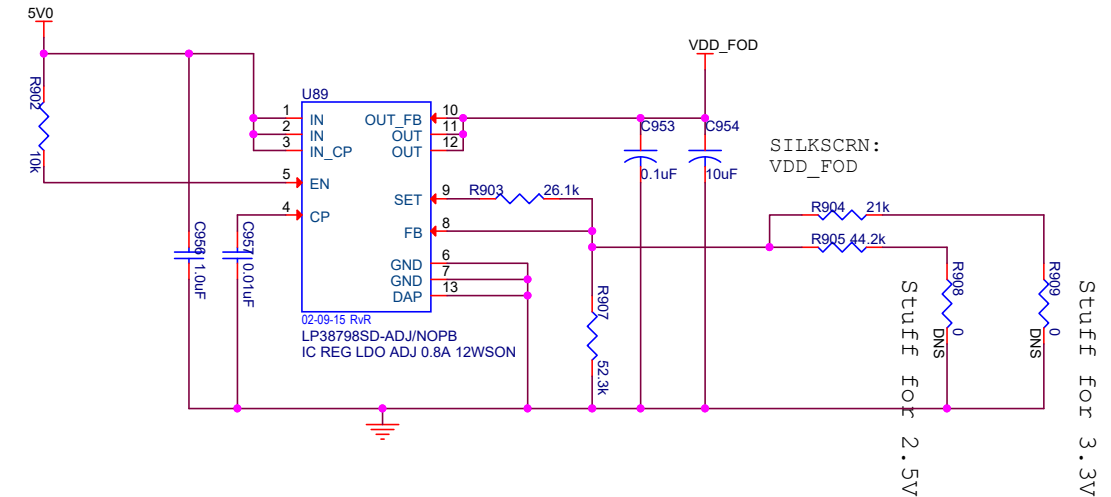 5V0
VDD_FOD
R902
10k
U89
1
IN
2
IN
3
IN_CP
5
EN
4
CP
OUT_FB
10
OUT
11
OUT
12
SET
9
FB
8
GND
6
GND
7
DAP
13
C956 1.0uF
C957 0.01uF
02-09-15 RvR
LP38798SD-ADJ/NOPB
IC REG LDO ADJ 0.8A 12WSON
R903
26.1k
C953
0.1uF
C954
10uF
SILKSCRN:
VDD_FOD
R904
21k
R905 44.2k
R907
52.3k
R908
0
DNS
R909
0
DNS
Stuff for 2.5V
Stuff for 3.3V